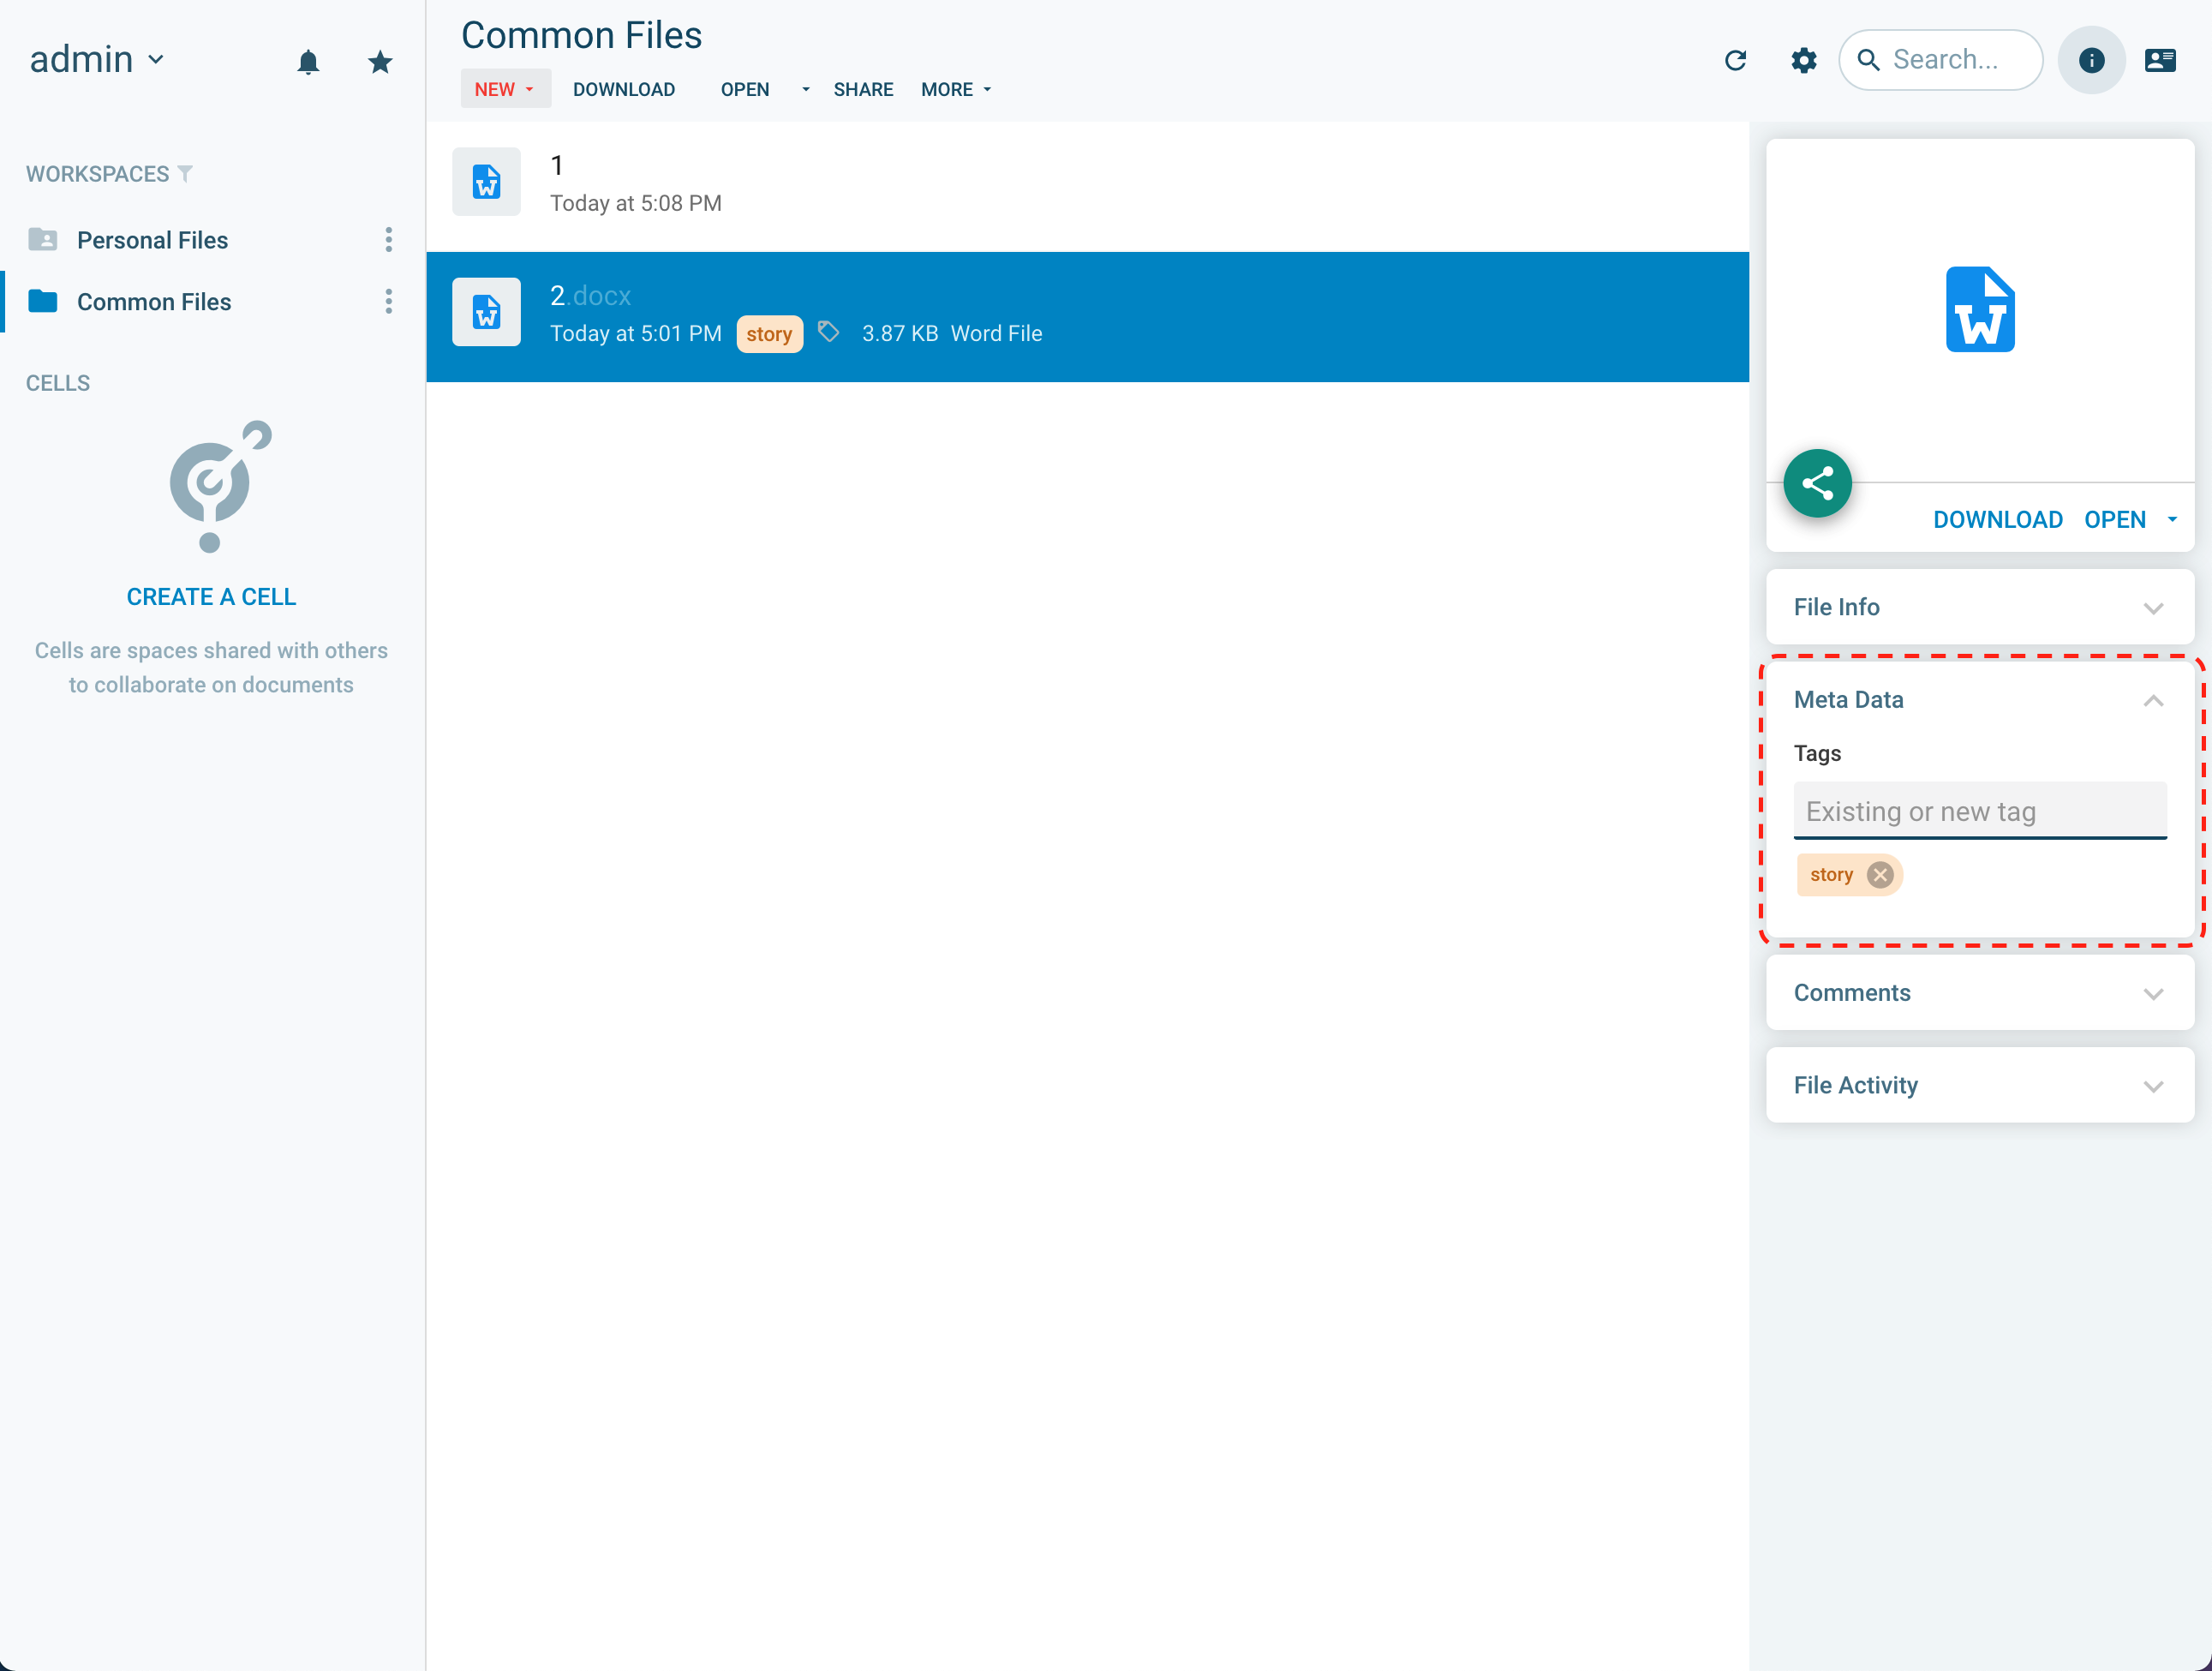 admin
WORKSPACES
Personal Files
Common Files
CELLS
CREATE A CELL
Cells are spaces shared with others
to collaborate on documents
Common Files
NEW DOWNLOAD OPEN SHARE MORE
Search...
1
Today at 5:08 PM
2.docx
Today at 5:01 PM story 3.87 KB Word File
DOWNLOAD OPEN
File Info
Meta Data
Tags
Existing or new tag
story
Comments
File Activity